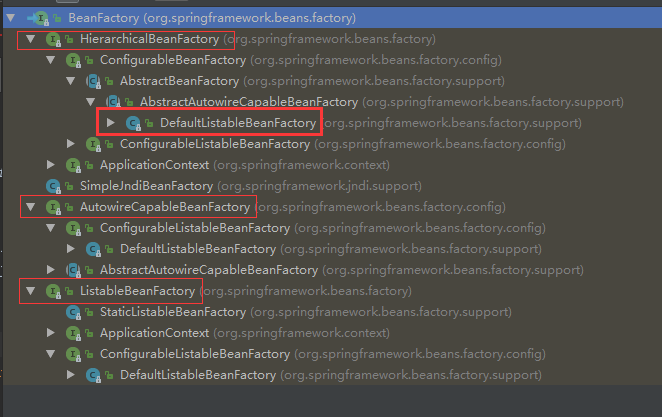 BeanFactory (org.springframework.beans.factory)
HierarchicalBeanFactory (org.springframework.beans.factory)
ConfigurableBeanFactory (org.springframework.beans.factory.config)
AbstractBeanFactory (org.springframework.beans.factory.support)
AbstractAutowireCapableBeanFactory (org.springframework.beans.factory.support)
DefaultListableBeanFactory (org.springframework.beans.factory.support)
ConfigurableListableBeanFactory (org.springframework.beans.factory.config)
ApplicationContext (org.springframework.context)
SimpleJndiBeanFactory (org.springframework.jndi.support)
AutowireCapableBeanFactory (org.springframework.beans.factory.config)
ConfigurableListableBeanFactory (org.springframework.beans.factory.config)
DefaultListableBeanFactory (org.springframework.beans.factory.support)
AbstractAutowireCapableBeanFactory (org.springframework.beans.factory.support)
ListableBeanFactory (org.springframework.beans.factory)
StaticListableBeanFactory (org.springframework.beans.factory.support)
ApplicationContext (org.springframework.context)
ConfigurableListableBeanFactory (org.springframework.beans.factory.config)
DefaultListableBeanFactory (org.springframework.beans.factory.support)